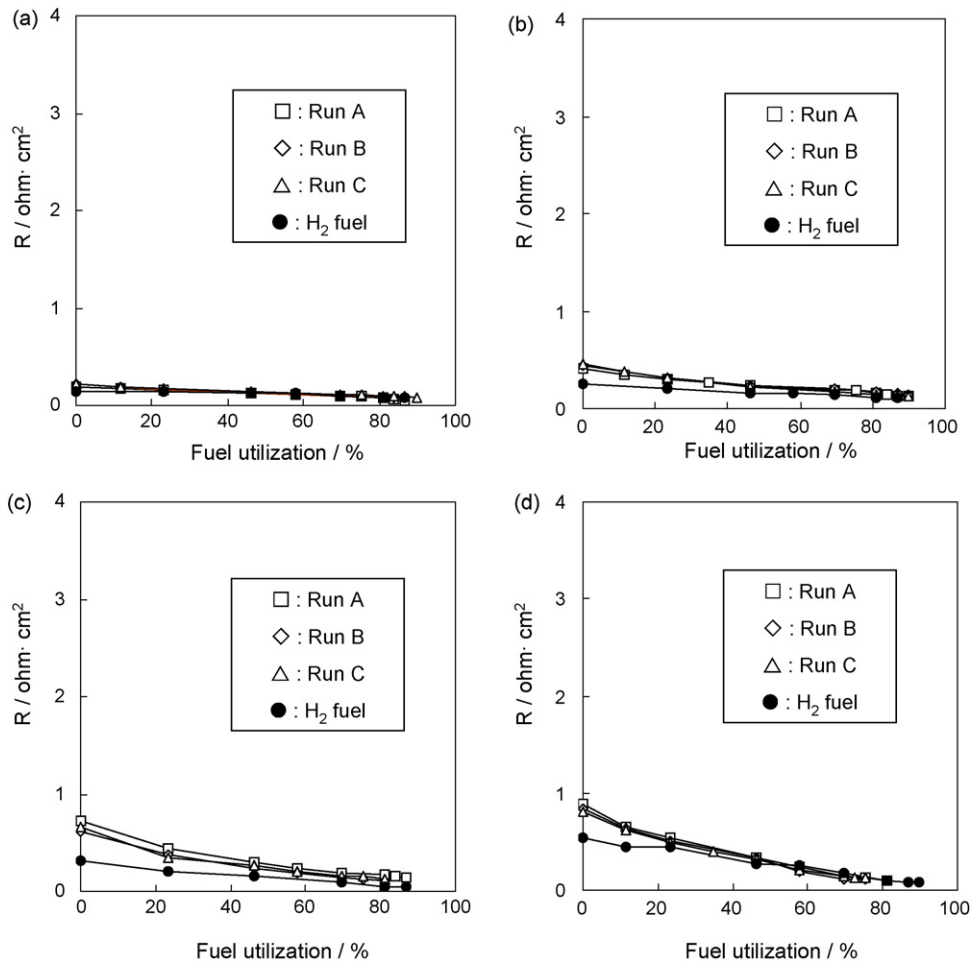 (a)
4
3
2
1
0
R / ohm· cm²
: Run A
: Run B
: Run C
: H₂ fuel
0 20 40 60 80 100
Fuel utilization / %
(b)
4
3
2
1
0
R / ohm· cm²
: Run A
: Run B
: Run C
: H₂ fuel
0 20 40 60 80 100
Fuel utilization / %
(c)
4
3
2
1
0
R / ohm· cm²
: Run A
: Run B
: Run C
: H₂ fuel
0 20 40 60 80 100
Fuel utilization / %
(d)
4
3
2
1
0
R / ohm· cm²
: Run A
: Run B
: Run C
: H₂ fuel
0 20 40 60 80 100
Fuel utilization / %